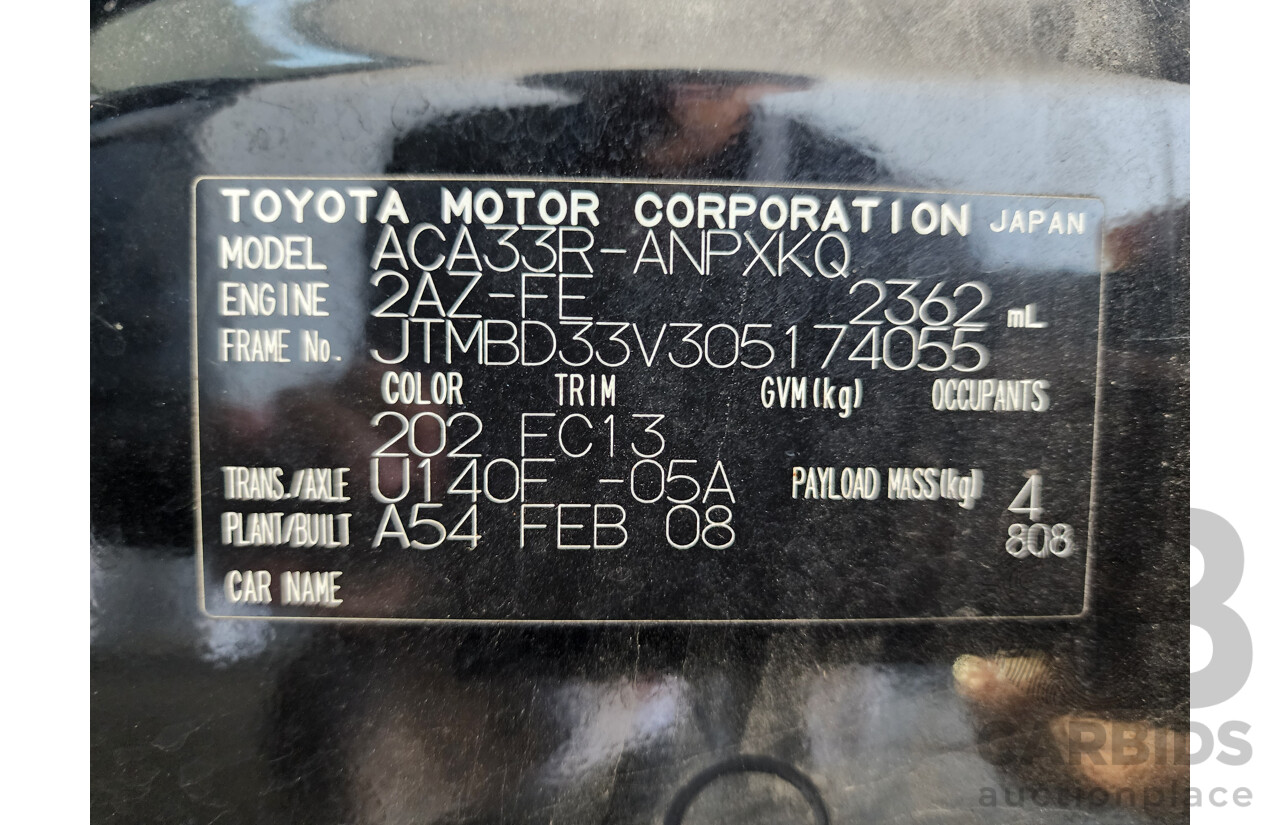 TOYOTA MOTOR CORPORATION JAPAN
MODEL ACA33R-ANPXKQ
ENGINE 2AZ-FE 2362 mL
FRAME No. JTMBD33V305174055
COLOR TRIM GVM(kg) OCCUPANTS
202 FC13
TRANS./AXLE U140F -05A PAYLOAD MASS(kg) 4
PLANT/BUILT A54 FEB 08 808
CAR NAME
CARBIDS
auctionplace